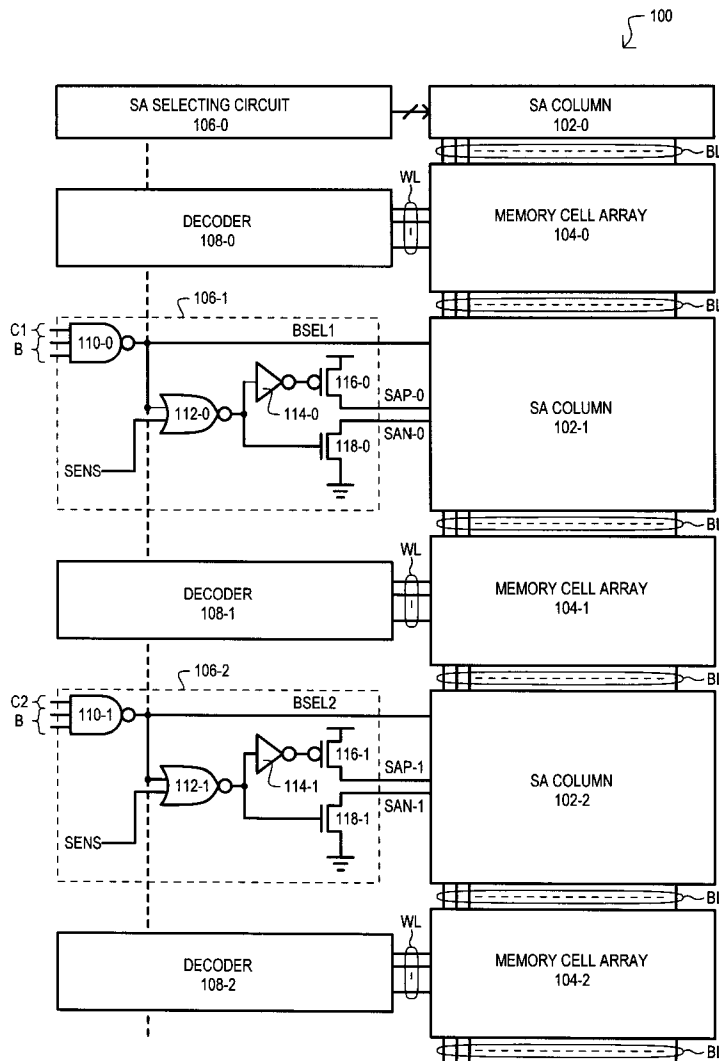 100
SA SELECTING CIRCUIT
106-0
SA COLUMN
102-0
BL
WL
DECODER
108-0
MEMORY CELL ARRAY
104-0
BL
106-1
C1
B
110-0
BSEL1
112-0
114-0
116-0
SAP-0
SAN-0
118-0
SENS
SA COLUMN
102-1
BL
WL
DECODER
108-1
MEMORY CELL ARRAY
104-1
BL
106-2
C2
B
110-1
BSEL2
112-1
114-1
116-1
SAP-1
SAN-1
118-1
SENS
SA COLUMN
102-2
BL
WL
DECODER
108-2
MEMORY CELL ARRAY
104-2
BL